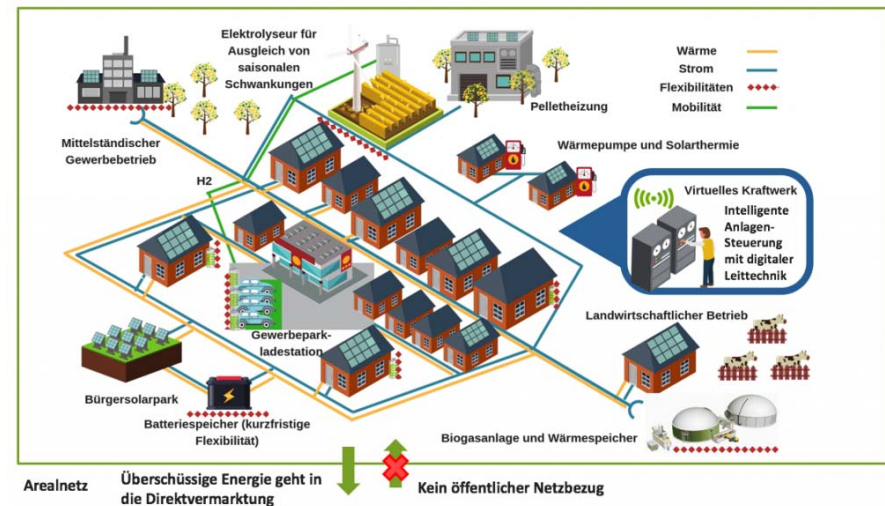 Elektrolyseur für
Ausgleich von
saisonalen
Schwankungen
Wärme
Strom
Flexibilitäten
Mobilität
Pelletheizung
Mittelständischer
Gewerbebetrieb
Wärmepumpe und Solarthermie
H2
Virtuelles Kraftwerk
Intelligente
Anlagen-
Steuerung
mit digitaler
Leittechnik
Landwirtschaftlicher Betrieb
Gewerbepark-
ladestation
Bürgersolarpark
Batteriespeicher (kurzfristige
Flexibilität)
Biogasanlage und Wärmespeicher
Arealnetz
Überschüssige Energie geht in
die Direktvermarktung
Kein öffentlicher Netzbezug